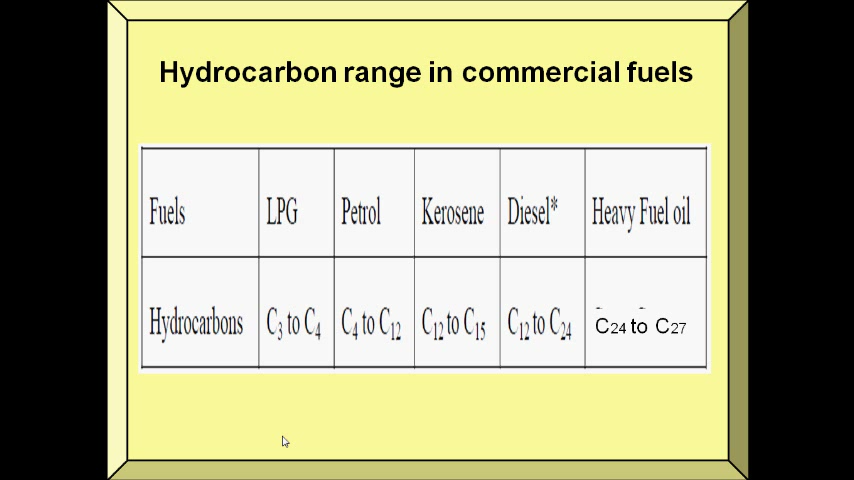 Hydrocarbon range in commercial fuels
Fuels LPG Petrol Kerosene Diesel* Heavy Fuel oil
Hydrocarbons C₃ to C₄ C₄ to C₁₂ C₁₂ to C₁₅ C₁₂ to C₂₄ C₂₄ to C₂₇